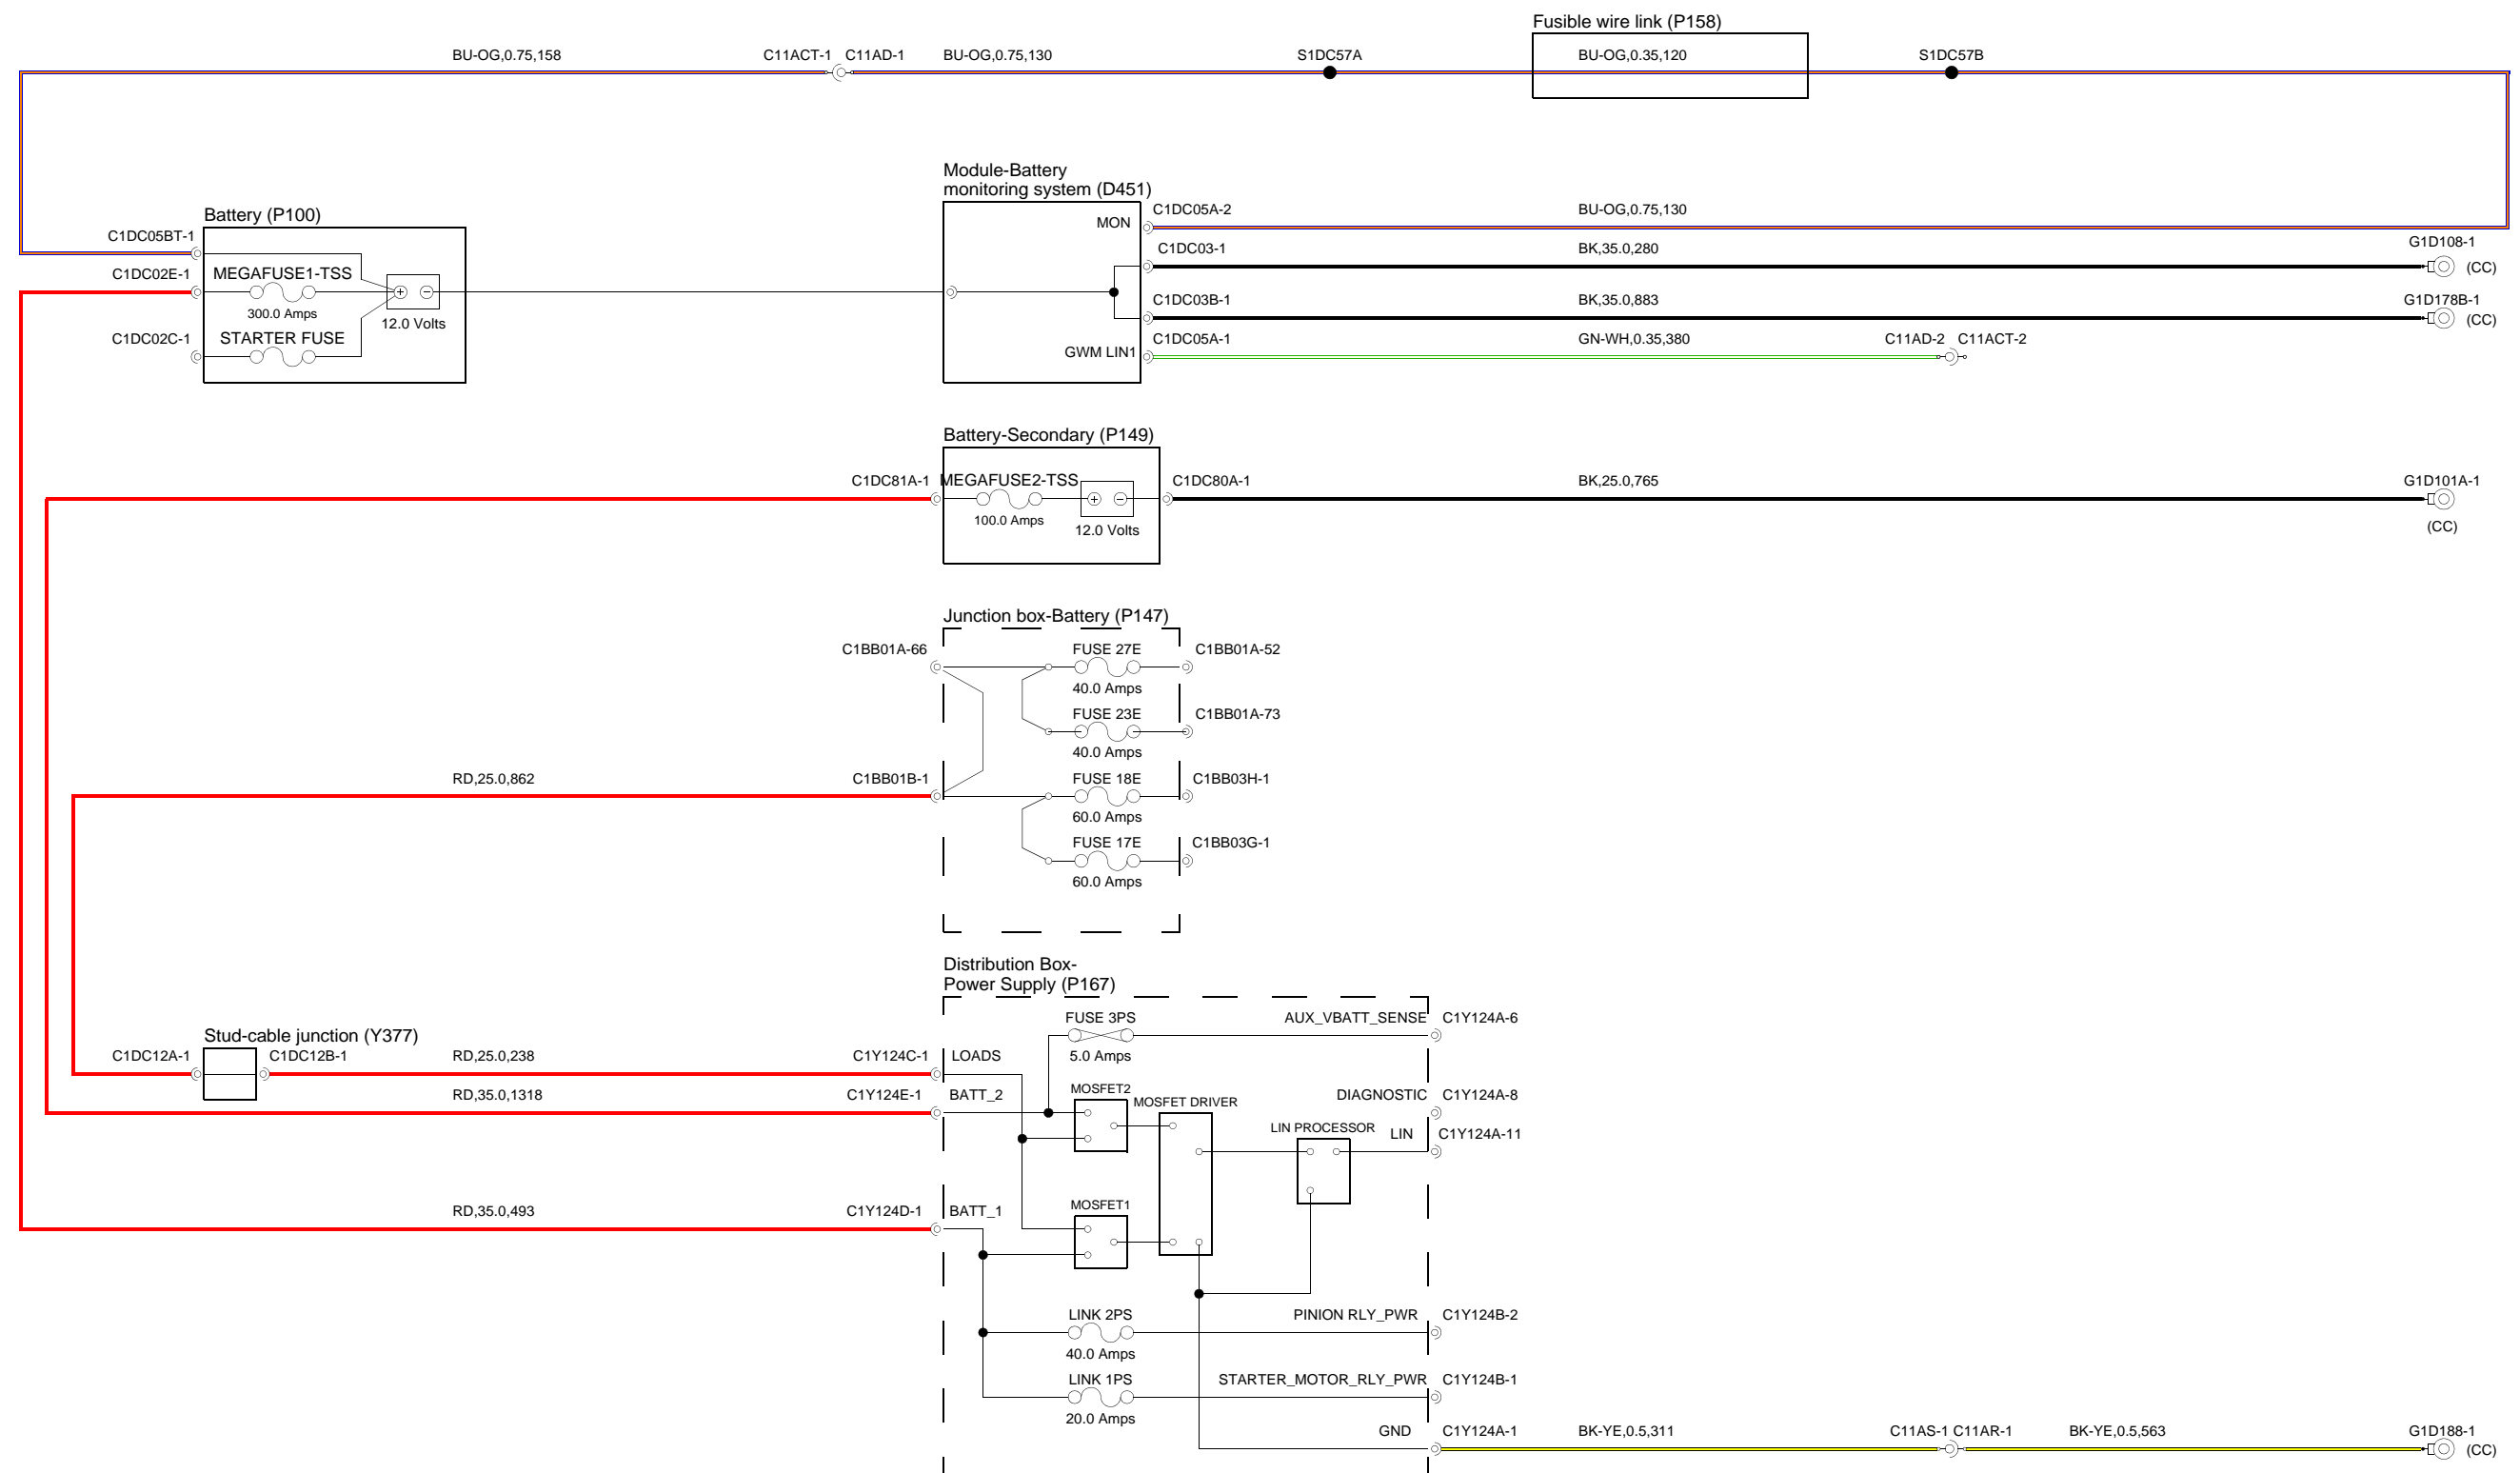 Fusible wire link (P158)
BU-OG,0.75,158
C11ACT-1 C11AD-1
BU-OG,0.75,130
S1DC57A
BU-OG,0.35,120
S1DC57B
Module-Battery
monitoring system (D451)
Battery (P100)
C1DC05BT-1
C1DC02E-1
MEGAFUSE1-TSS
300.0 Amps
12.0 Volts
C1DC02C-1
STARTER FUSE
MON
C1DC05A-2
BU-OG,0.75,130
C1DC03-1
BK,35.0,280
G1D108-1
(CC)
C1DC03B-1
BK,35.0,883
G1D178B-1
(CC)
GWM LIN1
C1DC05A-1
GN-WH,0.35,380
C11AD-2 C11ACT-2
Battery-Secondary (P149)
C1DC81A-1
MEGAFUSE2-TSS
100.0 Amps
12.0 Volts
C1DC80A-1
BK,25.0,765
G1D101A-1
(CC)
Junction box-Battery (P147)
C1BB01A-66
FUSE 27E
40.0 Amps
C1BB01A-52
FUSE 23E
40.0 Amps
C1BB01A-73
RD,25.0,862
C1BB01B-1
FUSE 18E
60.0 Amps
C1BB03H-1
FUSE 17E
60.0 Amps
C1BB03G-1
Distribution Box-
Power Supply (P167)
FUSE 3PS
5.0 Amps
AUX_VBATT_SENSE
C1Y124A-6
Stud-cable junction (Y377)
C1DC12A-1
C1DC12B-1
RD,25.0,238
C1Y124C-1
LOADS
RD,35.0,1318
C1Y124E-1
BATT_2
MOSFET2
MOSFET DRIVER
DIAGNOSTIC
C1Y124A-8
LIN PROCESSOR
LIN
C1Y124A-11
RD,35.0,493
C1Y124D-1
BATT_1
MOSFET1
LINK 2PS
40.0 Amps
PINION RLY_PWR
C1Y124B-2
LINK 1PS
20.0 Amps
STARTER_MOTOR_RLY_PWR
C1Y124B-1
GND
C1Y124A-1
BK-YE,0.5,311
C11AS-1 C11AR-1
BK-YE,0.5,563
G1D188-1
(CC)